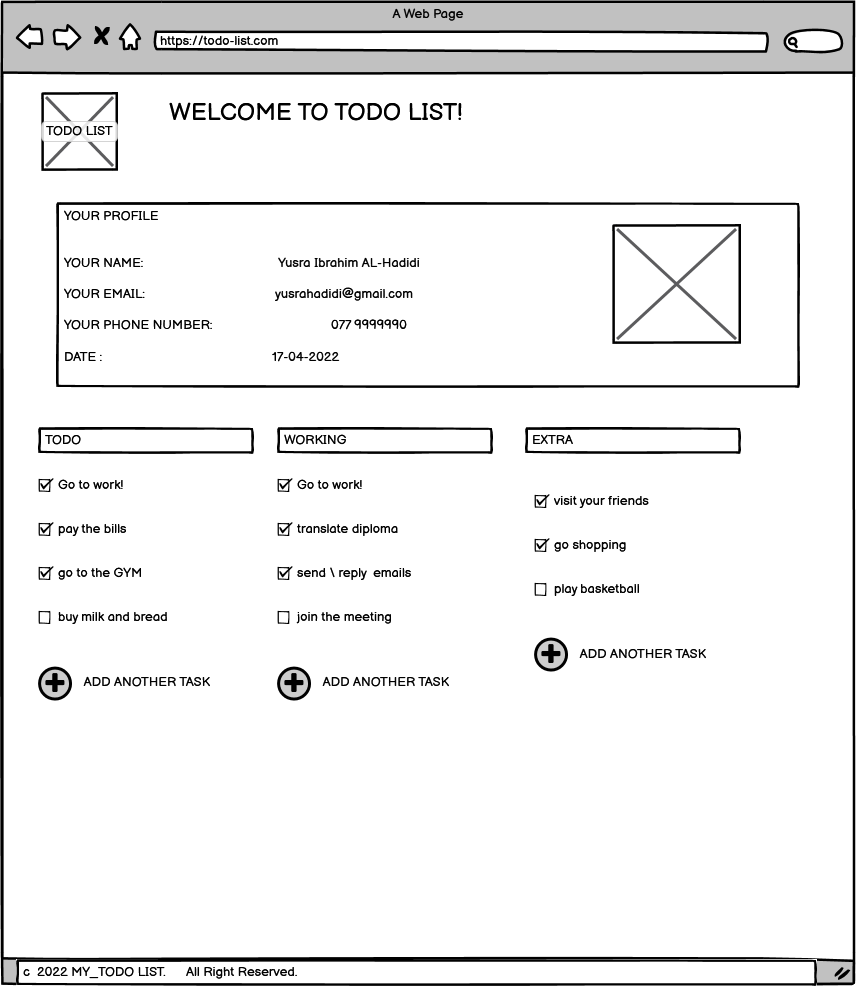 A Web Page
https://todo-list.com
TODO LIST
WELCOME TO TODO LIST!
YOUR PROFILE
YOUR NAME: Yusra Ibrahim AL-Hadidi
YOUR EMAIL: yusrahadidi@gmail.com
YOUR PHONE NUMBER: 077 9999990
DATE : 17-04-2022
TODO
Go to work!
pay the bills
go to the GYM
buy milk and bread
ADD ANOTHER TASK
WORKING
Go to work!
translate diploma
send \ reply emails
join the meeting
ADD ANOTHER TASK
EXTRA
visit your friends
go shopping
play basketball
ADD ANOTHER TASK
c 2022 MY_TODO LIST. All Right Reserved.